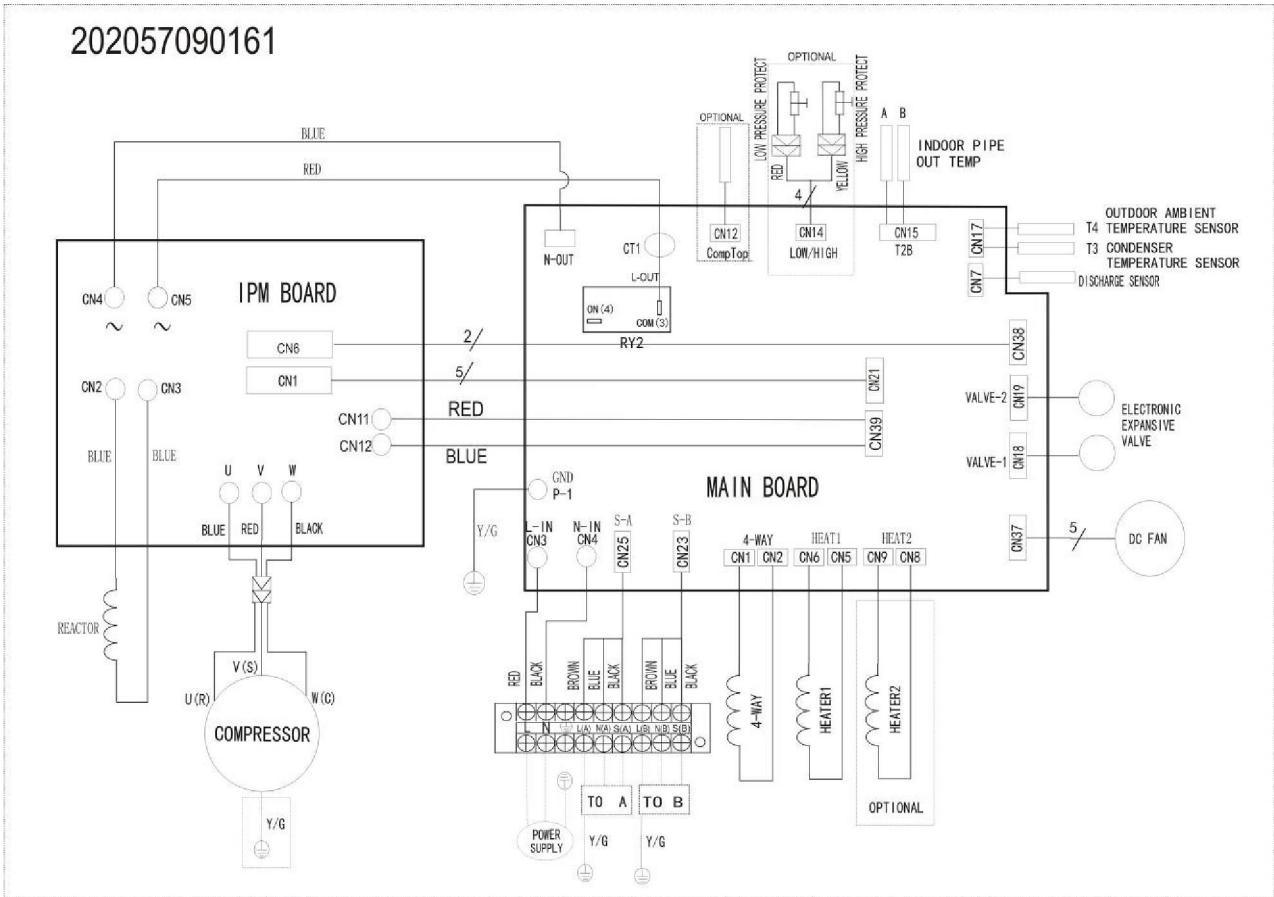 202057090161
OPTIONAL
LOW PRESSURE PROTECT
HIGH PRESSURE PROTECT
OPTIONAL
A B
INDOOR PIPE
OUT TEMP
BLUE
RED
RED
YELLOW
4
CN12
CompTop
CN14
LOW/HIGH
CN15
T2B
CN17
OUTDOOR AMBIENT
T4 TEMPERATURE SENSOR
T3 CONDENSER
TEMPERATURE SENSOR
CN7
DISCHARGE SENSOR
N-OUT
CT1
L-OUT
ON(4)
COM(3)
RY2
CN4
CN5
IPM BOARD
~
~
CN6
2
CN38
CN1
5
CN21
CN2
CN3
CN11
RED
CN39
CN12
BLUE
VALVE-2
CN19
VALVE-1
CN18
ELECTRONIC
EXPANSIVE
VALVE
BLUE
BLUE
U V W
BLUE
RED
BLACK
GND
P-1
MAIN BOARD
Y/G
L-IN
CN3
N-IN
CN4
S-A
CN25
S-B
CN23
4-WAY
CN1 CN2
HEAT1
CN6 CN5
HEAT2
CN9 CN8
CN37
5
DC FAN
REACTOR
V(S)
U(R)
W(C)
COMPRESSOR
Y/G
RED
BLACK
BROWN
BLUE
BLACK
BROWN
BLUE
BLACK
L N L(A) N(A) S(A) L(B) N(B) S(B)
4-WAY
HEATER1
HEATER2
OPTIONAL
TO A
TO B
POWER
SUPPLY
Y/G
Y/G